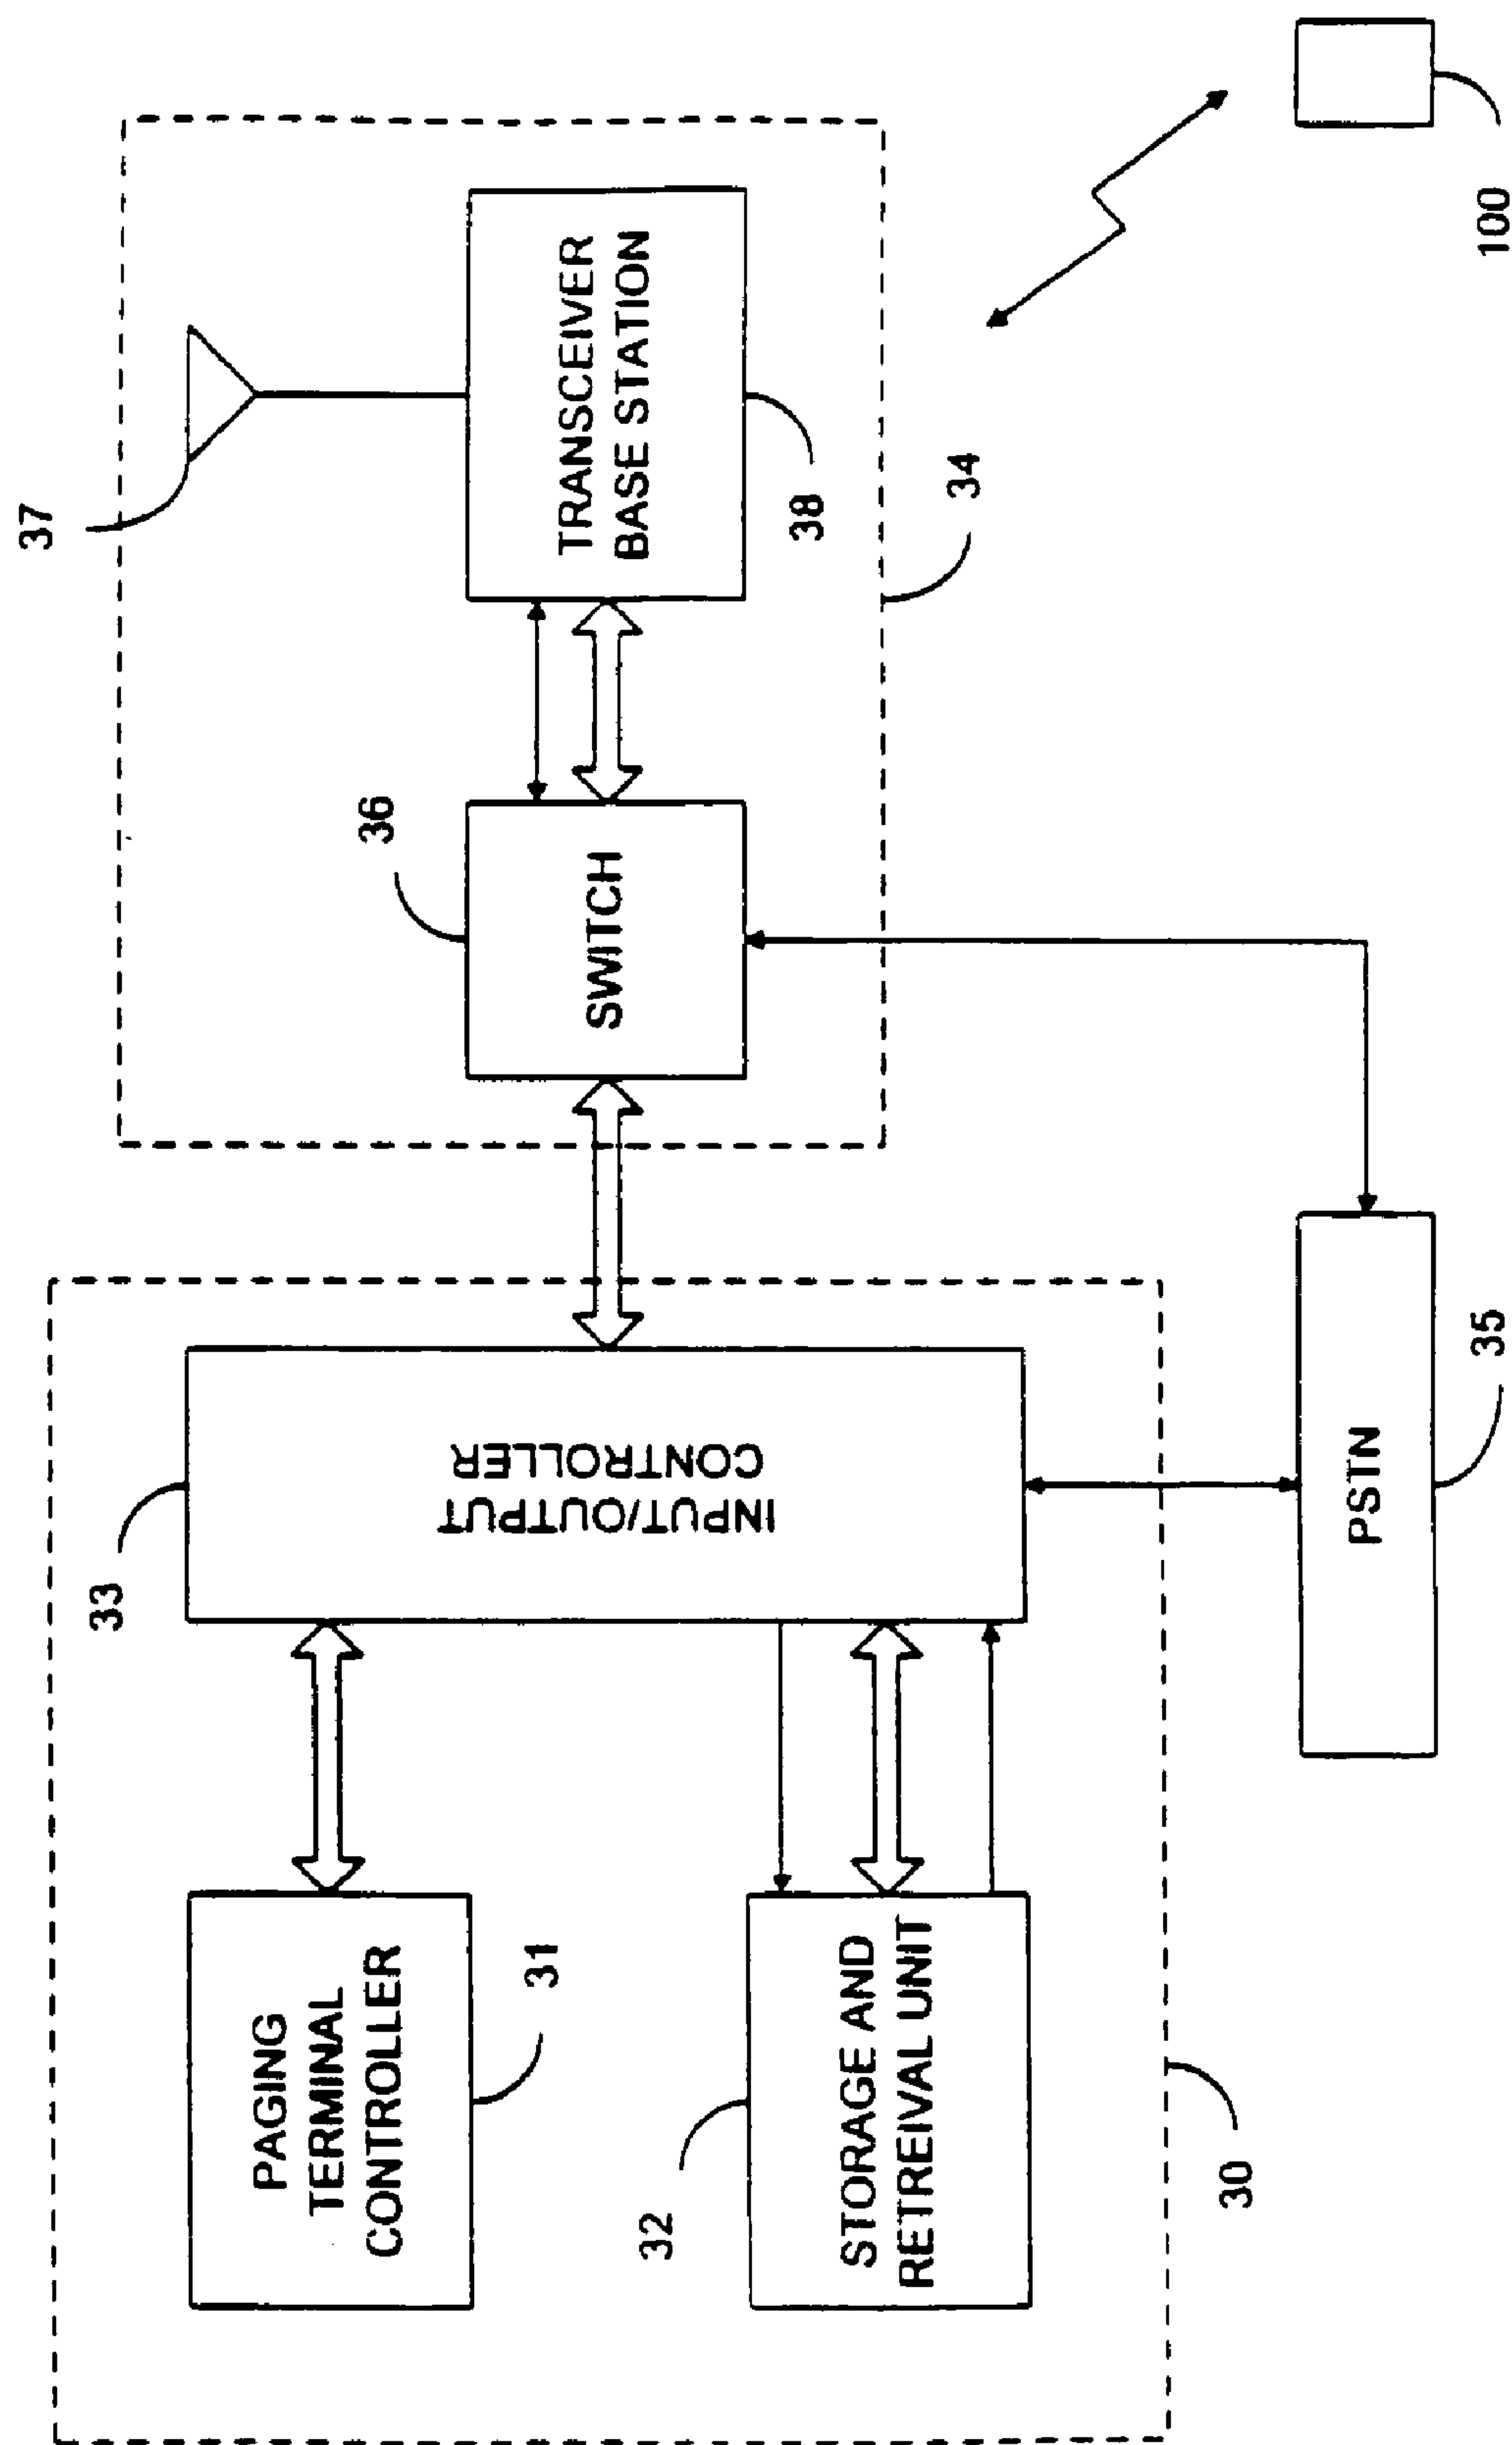 37
TRANSCEIVER
BASE STATION
38
34
100
36
SWITCH
33
INPUT/OUTPUT
CONTROLLER
PSTN
35
PAGING
TERMINAL
CONTROLLER
31
32
STORAGE AND
RETREIVAL UNIT
30